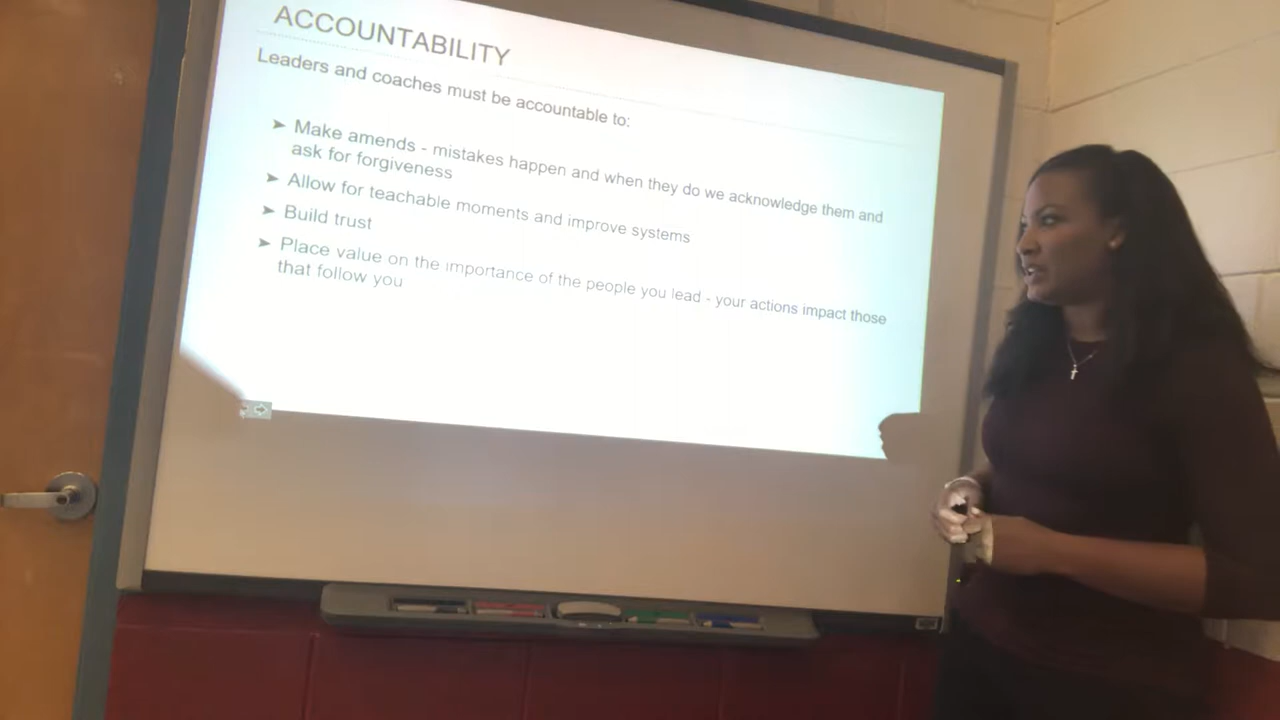 ACCOUNTABILITY
Leaders and coaches must be accountable to:
➤ Make amends - mistakes happen and when they do we acknowledge them and
ask for forgiveness
➤ Allow for teachable moments and improve systems
➤ Build trust
➤ Place value on the importance of the people you lead - your actions impact those
that follow you